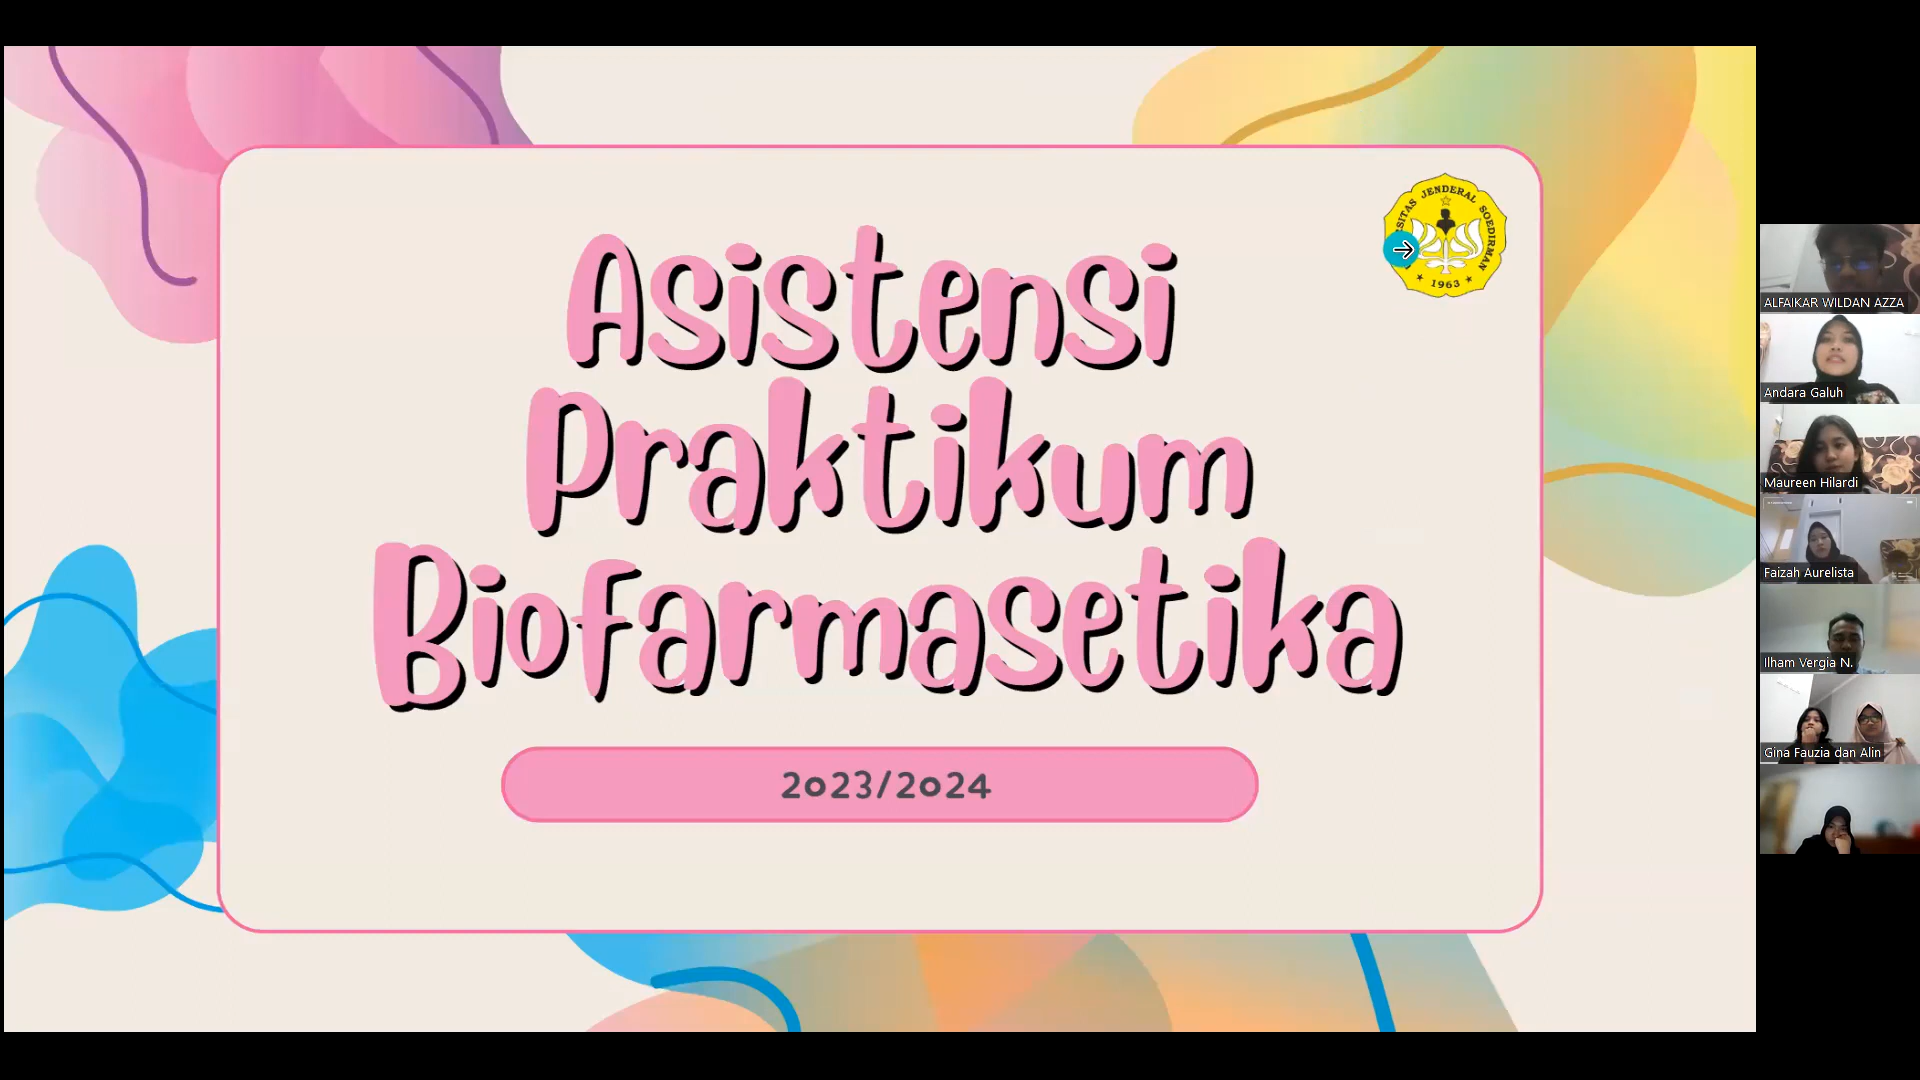 Asistensi
Praktikum
Biofarmasetika
2023/2024
JENDERAL SOEDIRMAN
1963
ALFAIKAR WILDAN AZZA
Andara Galuh
Maureen Hilardi
Faizah Aurelista
Ilham Vergia N.
Gina Fauzia dan Alin